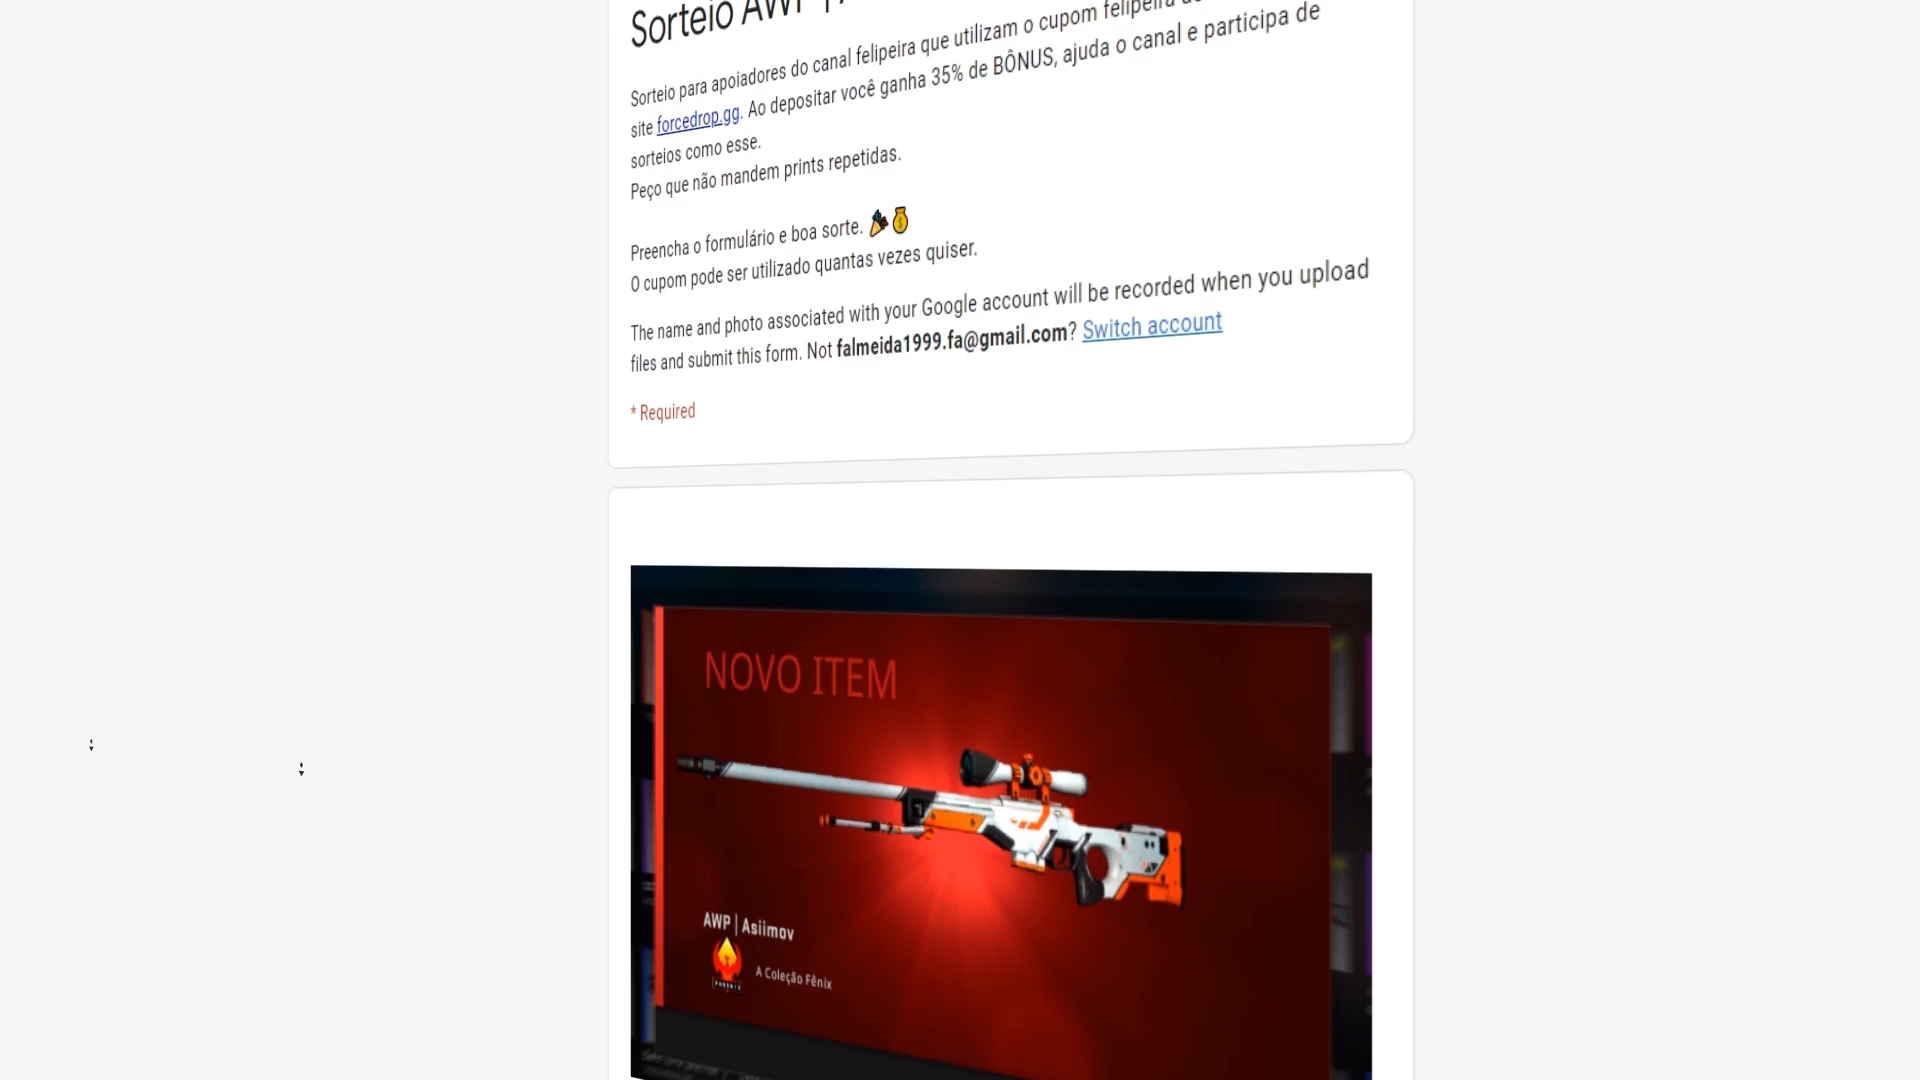 Sorteio AWP |
Sorteio para apoiadores do canal felipeira que utilizam o cupom felipeira
site forcedrop.gg. Ao depositar você ganha 35% de BÔNUS, ajuda o canal e participa de
sorteios como esse.
Peço que não mandem prints repetidas.
Preencha o formulário e boa sorte. 🎉💰
O cupom pode ser utilizado quantas vezes quiser.
The name and photo associated with your Google account will be recorded when you upload
files and submit this form. Not falmeida1999.fa@gmail.com? Switch account
* Required
NOVO ITEM
AWP | Asiimov
PHOENIX
A Coleção Fênix